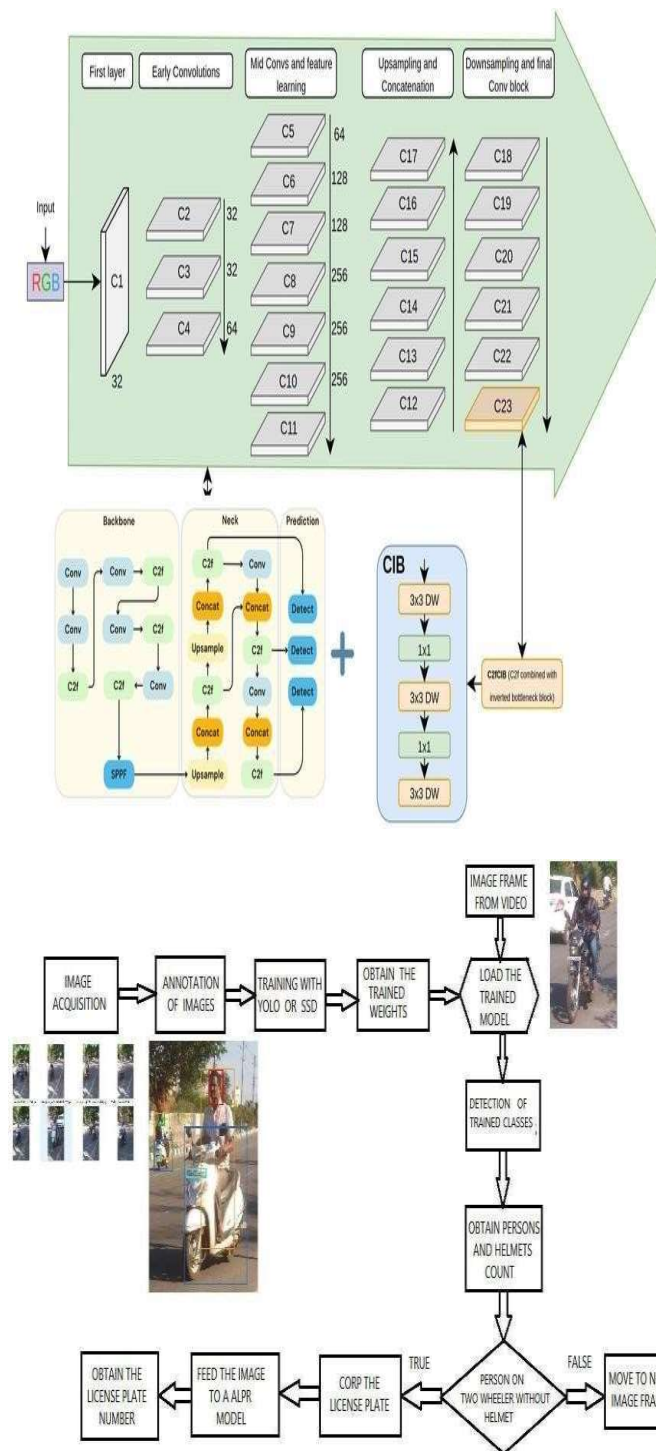 First layer
Early Convolutions
Mid Convs and feature
learning
Upsampling and
Concatenation
Downsampling and final
Conv block
Input
RGB
C1
32
C2
32
C3
32
C4
64
C5
64
C6
128
C7
128
C8
256
C9
256
C10
256
C11
C17
C16
C15
C14
C13
C12
C18
C19
C20
C21
C22
C23
Backbone
Conv
Conv
C2f
Conv
Conv
C2f
C2f
C2f
Conv
SPPF
Neck
C2f
Conv
Concat
Concat
Upsample
C2f
C2f
Conv
Concat
Concat
Upsample
C2f
Prediction
Detect
Detect
Detect
+
CIB
3x3 DW
1x1
3x3 DW
1x1
3x3 DW
C2fCIB (C2f combined with
inverted bottleneck block)
IMAGE FRAME
FROM VIDEO
IMAGE
ACQUISITION
ANNOTATION
OF IMAGES
TRAINING WITH
YOLO OR SSD
OBTAIN THE
TRAINED
WEIGHTS
LOAD THE
TRAINED
MODEL
DETECTION OF
TRAINED CLASSES
OBTAIN PERSONS
AND HELMETS
COUNT
PERSON ON
TWO WHEELER WITHOUT
HELMET
TRUE
FALSE
MOVE TO N
IMAGE FRA
CORP THE
LICENSE PLATE
FEED THE IMAGE
TO A ALPR
MODEL
OBTAIN THE
LICENSE PLATE
NUMBER